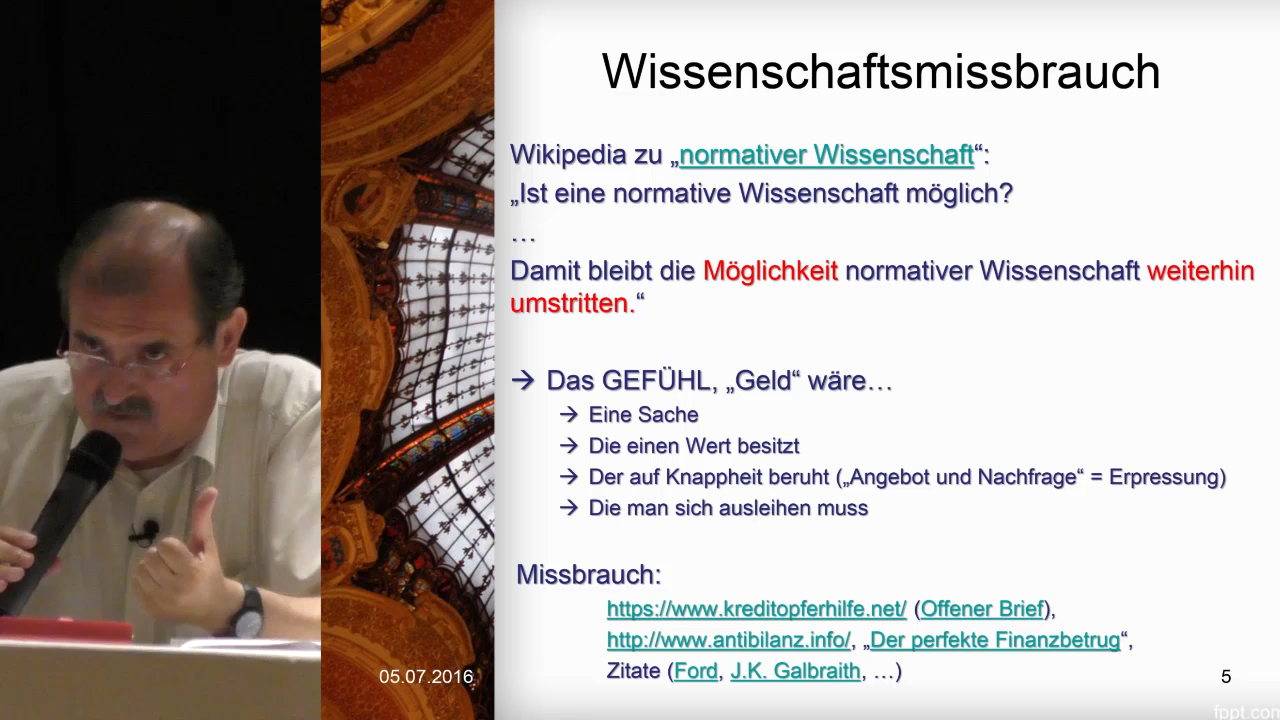 Wissenschaftsmissbrauch
Wikipedia zu „normativer Wissenschaft“:
„Ist eine normative Wissenschaft möglich?
…
Damit bleibt die Möglichkeit normativer Wissenschaft weiterhin
umstritten.“
→ Das GEFÜHL, „Geld“ wäre…
→ Eine Sache
→ Die einen Wert besitzt
→ Der auf Knappheit beruht („Angebot und Nachfrage“ = Erpressung)
→ Die man sich ausleihen muss
Missbrauch:
https://www.kreditopferhilfe.net/ (Offener Brief),
http://www.antibilanz.info/, „Der perfekte Finanzbetrug“,
Zitate (Ford, J.K. Galbraith, …)
05.07.2016
5
fppt.com